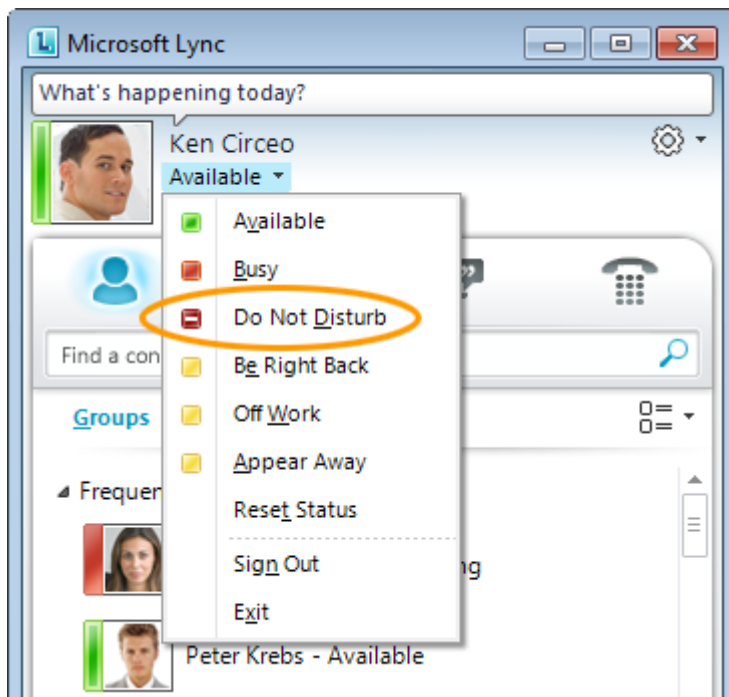 Microsoft Lync
What's happening today?
Ken Circeo
Available
Available
Busy
Do Not Disturb
Find a con
Be Right Back
Groups
Off Work
Appear Away
Frequen
Reset Status
Sign Out
ng
Exit
Peter Krebs - Available